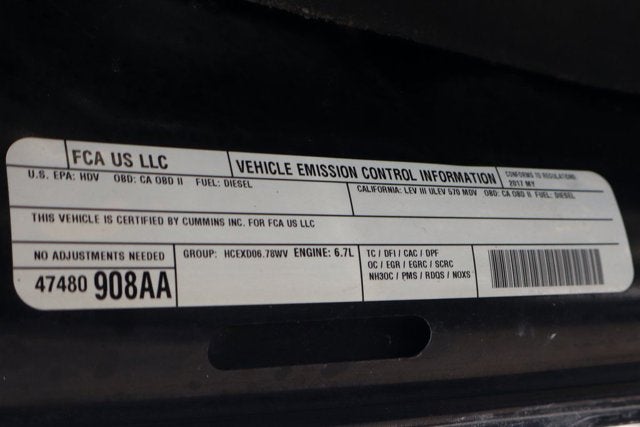 FCA US LLC
VEHICLE EMISSION CONTROL INFORMATION
CONFORMS TO REGULATIONS:
2017 MY
U.S. EPA: HDV OBD: CA OBD II FUEL: DIESEL
CALIFORNIA: LEV III ULEV 570 MDV OBD: CA OBD II FUEL: DIESEL
THIS VEHICLE IS CERTIFIED BY CUMMINS INC. FOR FCA US LLC
NO ADJUSTMENTS NEEDED
47480 908AA
GROUP: HCEXD06.78WV ENGINE: 6.7L
TC / DFI / CAC / DPF
OC / EGR / EGRC / SCRC
NH3OC / PMS / RDQS / NOXS